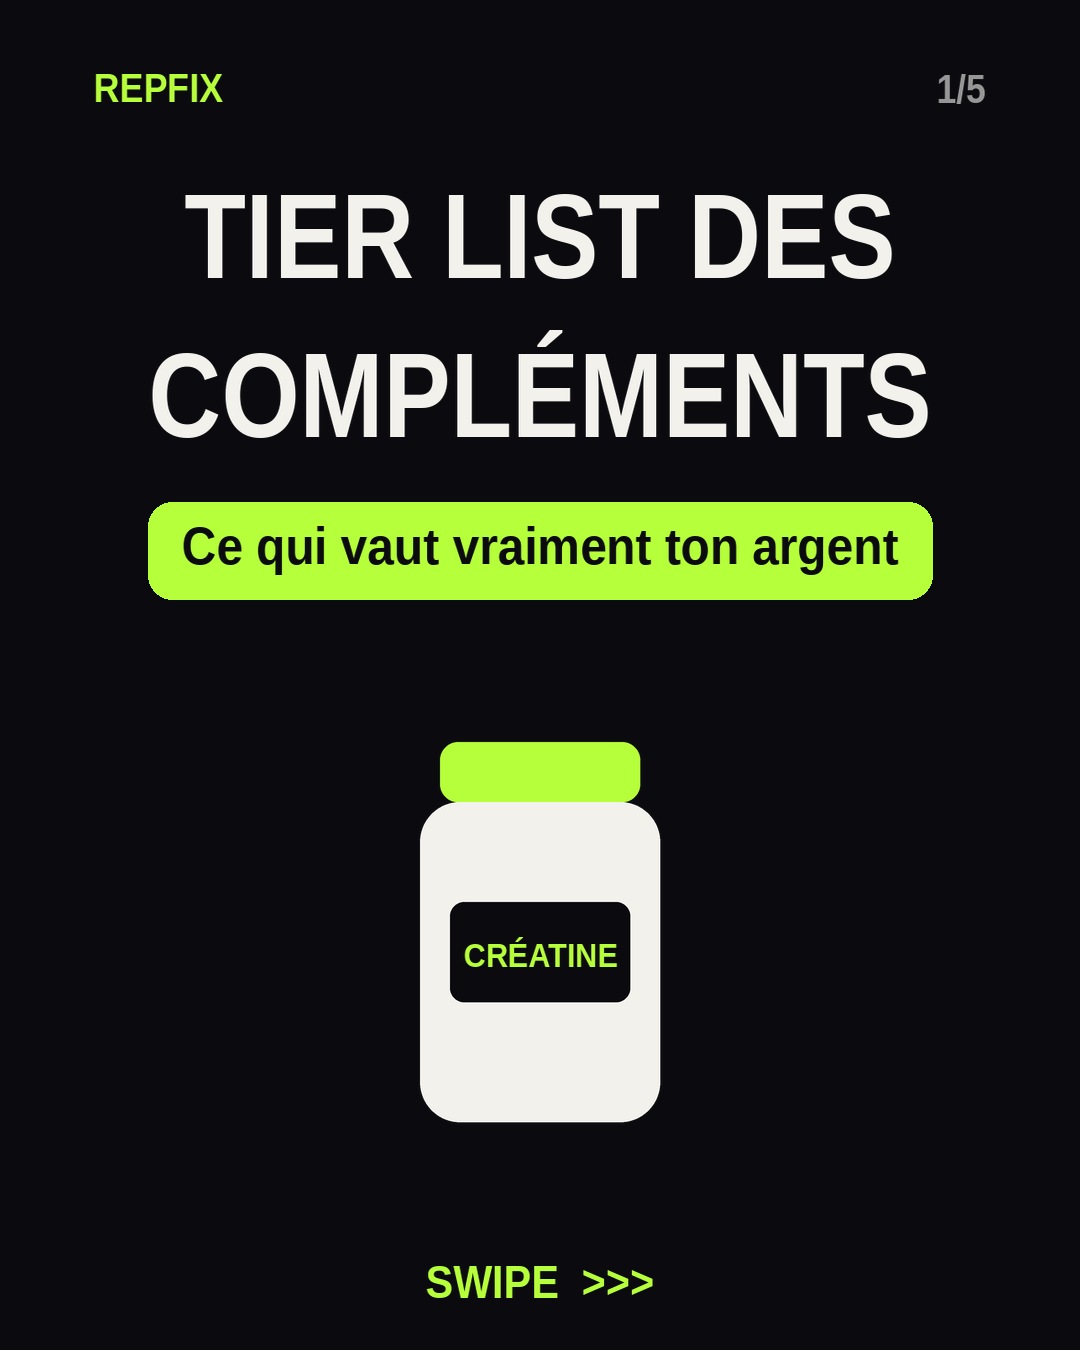 REPFIX
1/5
TIER LIST DES
COMPLÉMENTS
Ce qui vaut vraiment ton argent
CRÉATINE
SWIPE >>>